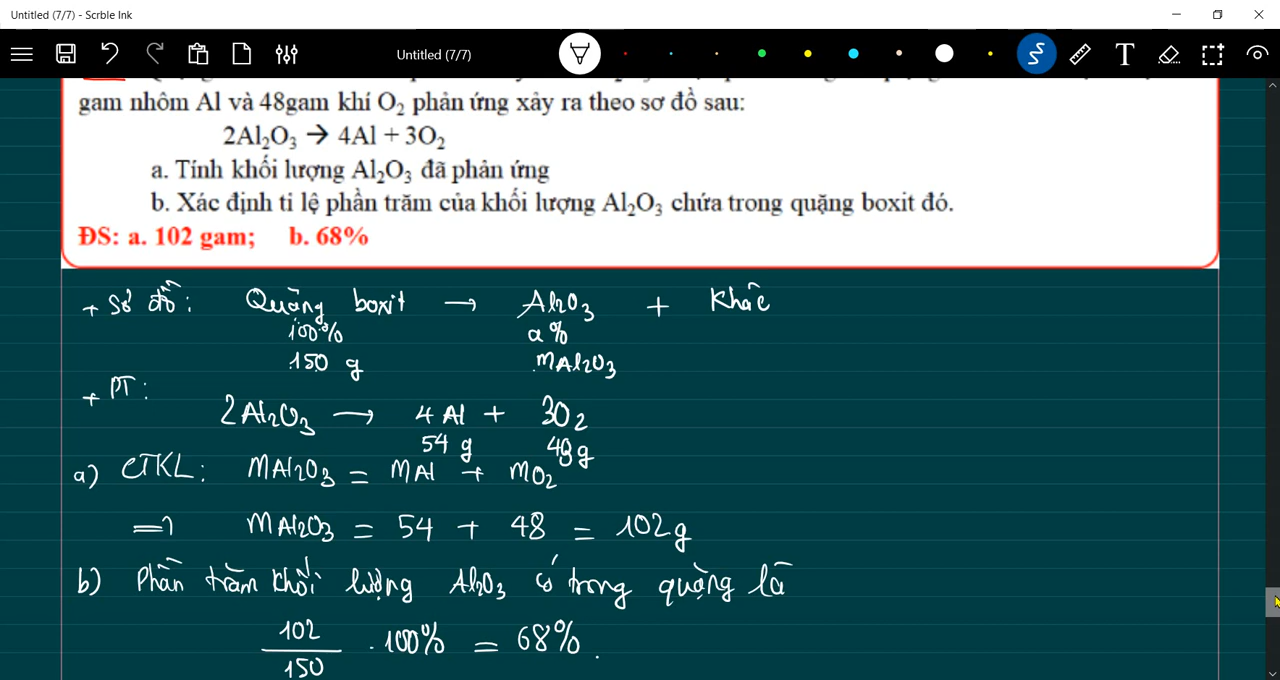 Untitled (7/7) - Scrble Ink
Untitled (7/7)
T
gam nhôm Al và 48gam khí O₂ phản ứng xảy ra theo sơ đồ sau:
2Al₂O₃ → 4Al + 3O₂
a. Tính khối lượng Al₂O₃ đã phản ứng
b. Xác định tỉ lệ phần trăm của khối lượng Al₂O₃ chứa trong quặng boxit đó.
ĐS: a. 102 gam; b. 68%
+ Sơ đồ: Quặng boxit → Al₂O₃ + Khác
100% a%
150 g mAl₂O₃
+ PT:
2Al₂O₃ → 4Al + 3O₂
54 g 48g
a) CTKL: mAl₂O₃ = mAl + mO₂
=> mAl₂O₃ = 54 + 48 = 102g
b) Phần trăm khối lượng Al₂O₃ có trong quặng là
102/150 . 100% = 68%.